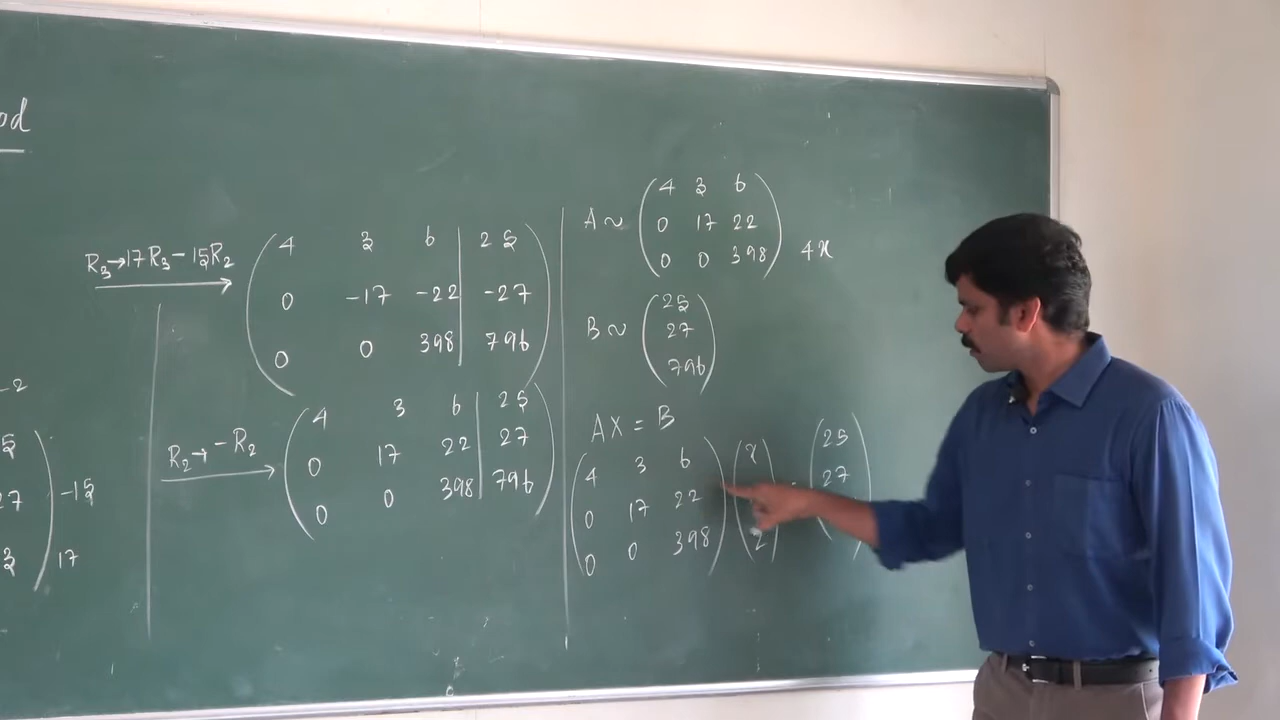 od
R₃→17R₃−15R₂
4 3 6 | 25
0 −17 −22 | −27
0 0 398 | 796
−2
5
27 −15
3 17
R₂→−R₂
4 3 6 | 25
0 17 22 | 27
0 0 398 | 796
A ~ (4 3 6
0 17 22
0 0 398) 4x
B ~ (25
27
796)
AX = B
(4 3 6
0 17 22
0 0 398) (x
z) = (25
27